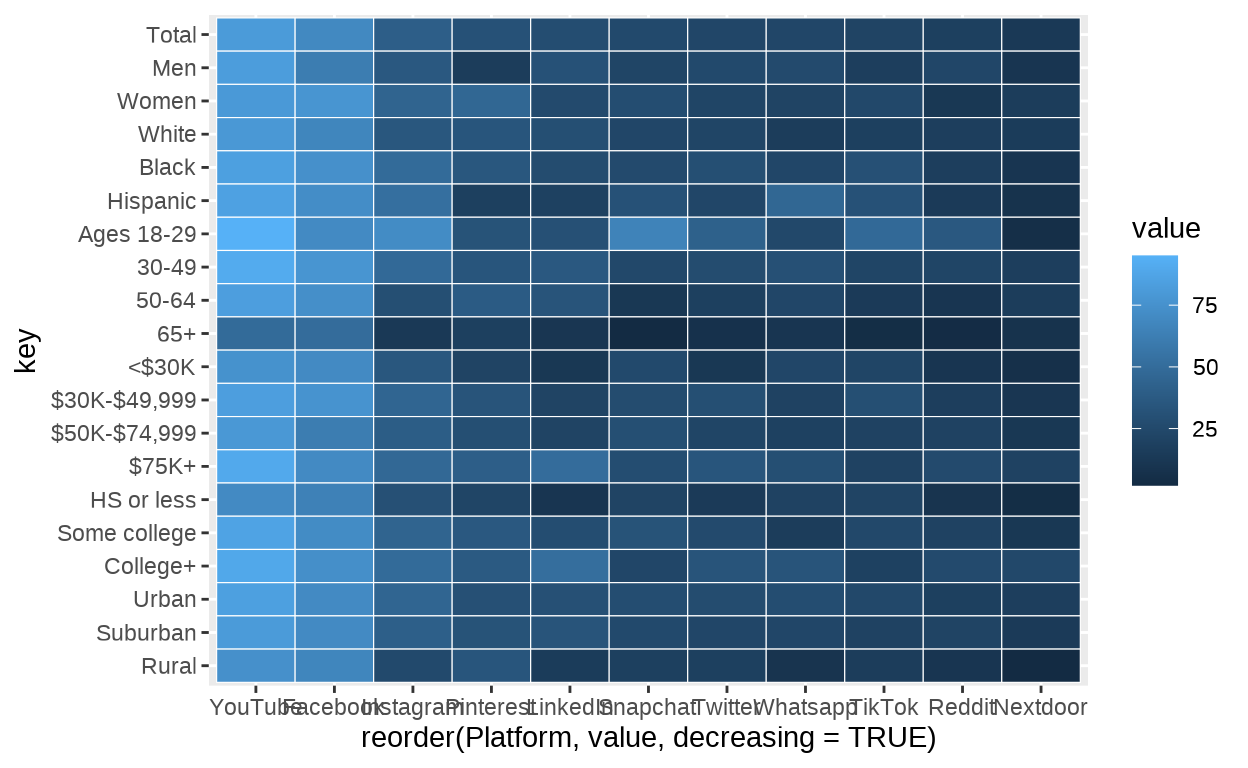 Total
Men
Women
White
Black
Hispanic
Ages 18-29
30-49
50-64
65+
<$30K
$30K-$49,999
$50K-$74,999
$75K+
HS or less
Some college
College+
Urban
Suburban
Rural
key
YouTube Facebook Instagram Pinterest LinkedIn Snapchat Twitter Whatsapp TikTok Reddit Nextdoor
reorder(Platform, value, decreasing = TRUE)
value
75
50
25